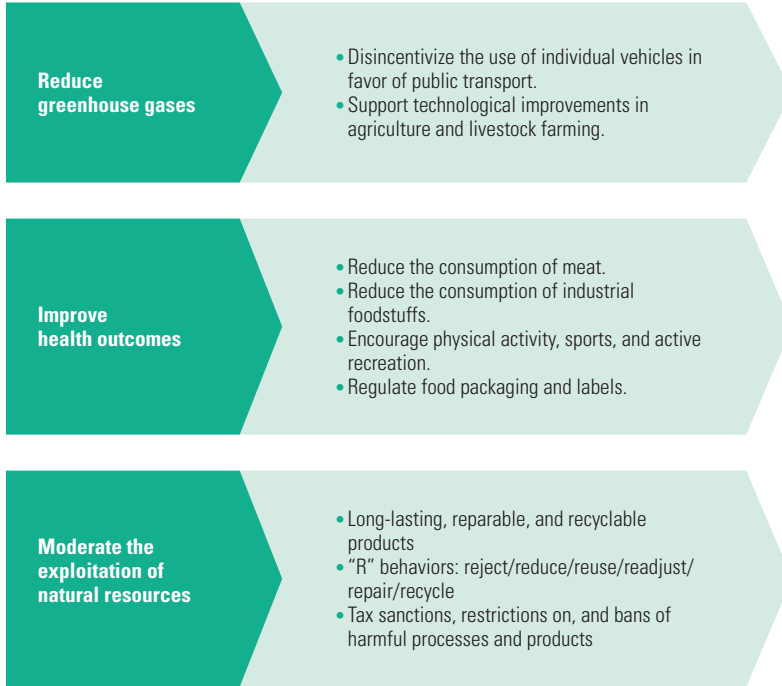 Reduce
greenhouse gases
• Disincentivize the use of individual vehicles in
favor of public transport.
• Support technological improvements in
agriculture and livestock farming.
Improve
health outcomes
• Reduce the consumption of meat.
• Reduce the consumption of industrial
foodstuffs.
• Encourage physical activity, sports, and active
recreation.
• Regulate food packaging and labels.
Moderate the
exploitation of
natural resources
• Long-lasting, reparable, and recyclable
products
• “R” behaviors: reject/reduce/reuse/readjust/
repair/recycle
• Tax sanctions, restrictions on, and bans of
harmful processes and products